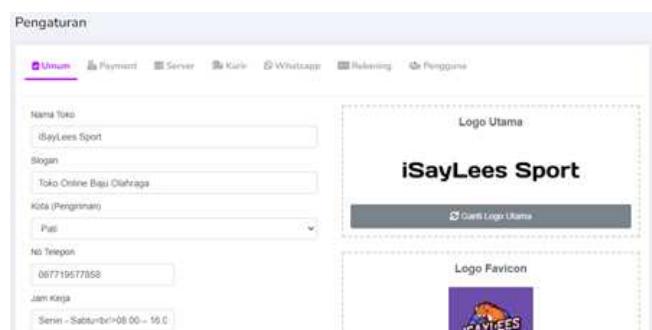 Pengaturan
Umum Payment Server Kurir Whatsapp Rekening Pengguna
Nama Toko
iSayLees Sport
Slogan
Toko Online Baju Olahraga
Kota (Pengiriman)
Pati
No Telepon
087719577858
Jam Kerja
Senin - Sabtu<br/>08.00 - 16.0
Logo Utama
iSayLees Sport
Ganti Logo Utama
Logo Favicon
SAYLEES